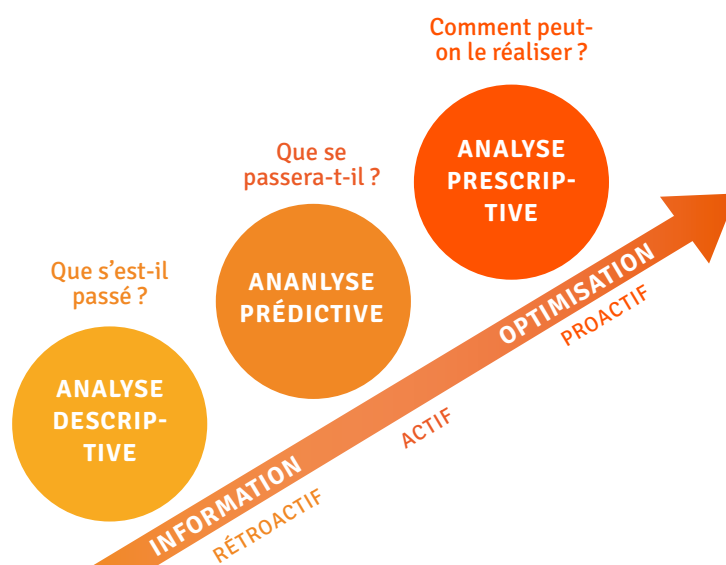 Comment peut-
on le réaliser ?
ANALYSE
PRESCRIP-
TIVE
Que se
passera-t-il ?
ANANLYSE
PRÉDICTIVE
Que s’est-il
passé ?
ANALYSE
DESCRIP-
TIVE
INFORMATION
OPTIMISATION
RÉTROACTIF
ACTIF
PROACTIF